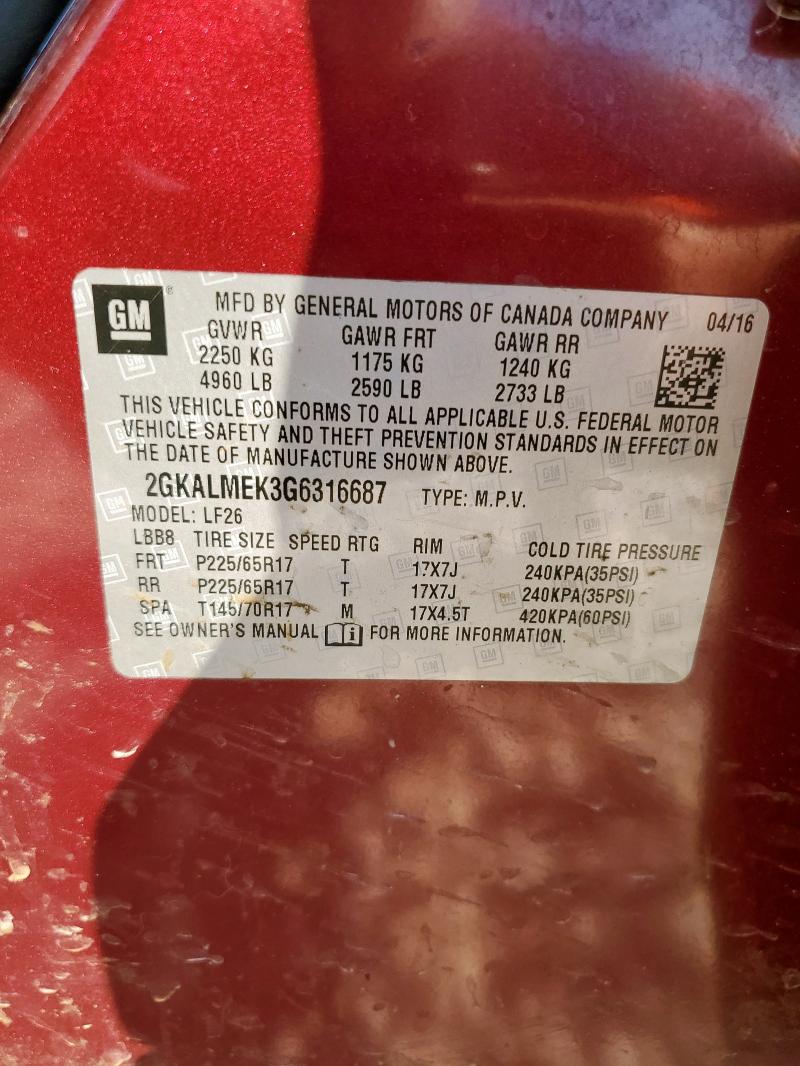 GM ® MFD BY GENERAL MOTORS OF CANADA COMPANY 04/16
GVWR GAWR FRT GAWR RR
2250 KG 1175 KG 1240 KG
4960 LB 2590 LB 2733 LB
THIS VEHICLE CONFORMS TO ALL APPLICABLE U.S. FEDERAL MOTOR
VEHICLE SAFETY AND THEFT PREVENTION STANDARDS IN EFFECT ON
THE DATE OF MANUFACTURE SHOWN ABOVE.
2GKALMEK3G6316687 TYPE: M.P.V.
MODEL: LF26
LBB8 TIRE SIZE SPEED RTG RIM COLD TIRE PRESSURE
FRT P225/65R17 T 17X7J 240KPA(35PSI)
RR P225/65R17 T 17X7J 240KPA(35PSI)
SPA T145/70R17 M 17X4.5T 420KPA(60PSI)
SEE OWNER'S MANUAL i FOR MORE INFORMATION.